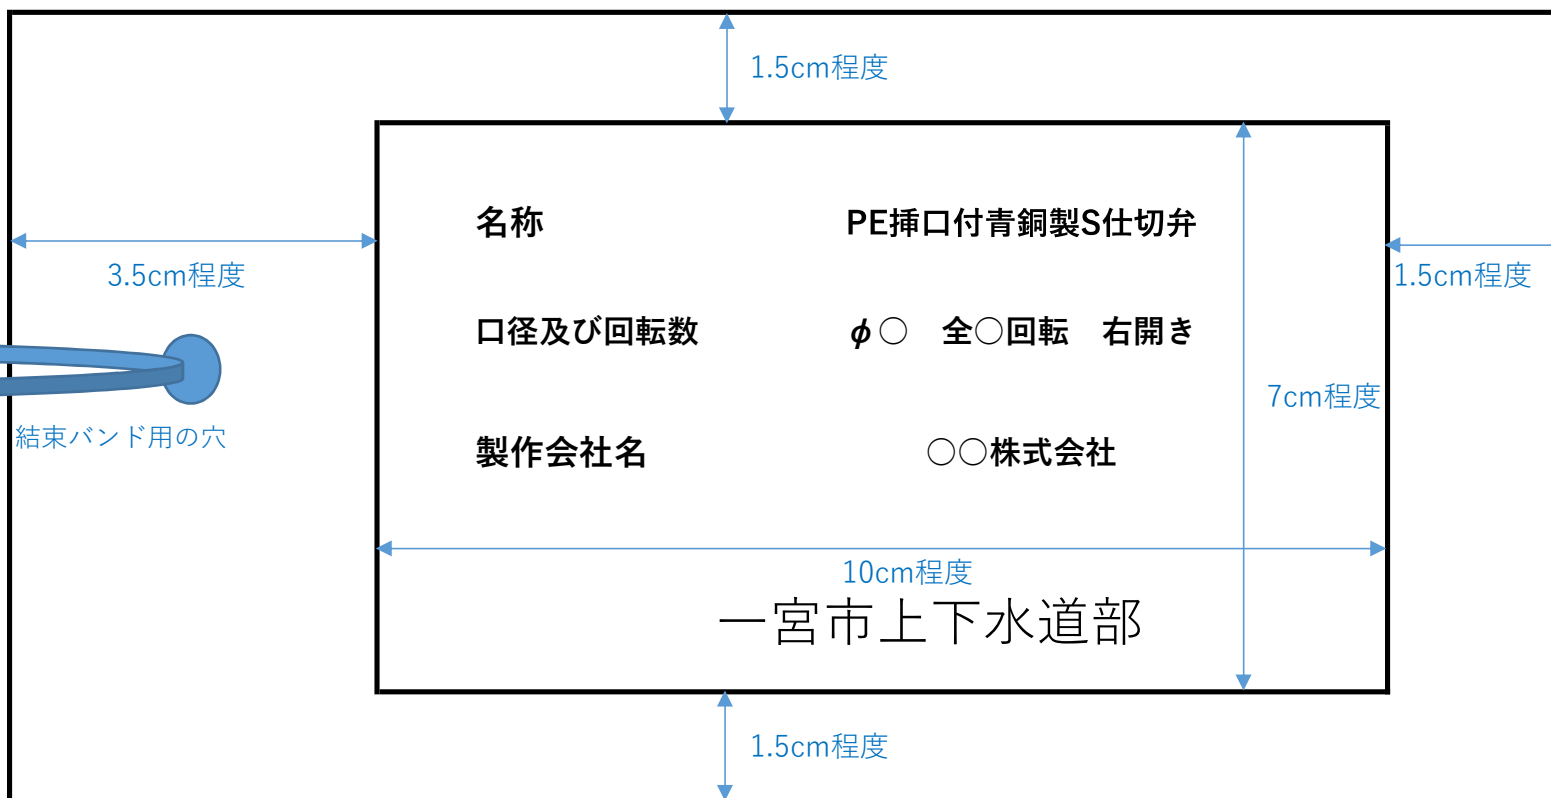 1.5cm程度
名称 PE挿口付青銅製S仕切弁
3.5cm程度
1.5cm程度
口径及び回転数 φ○ 全○回転 右開き
7cm程度
結束バンド用の穴
製作会社名 ○○株式会社
10cm程度
一宮市上下水道部
1.5cm程度